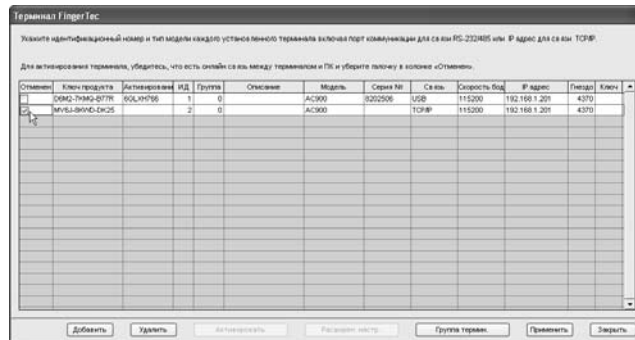 Терминал FingerTec
Укажите идентификационный номер и тип модели каждого установленного терминала включая порт коммуникации для связи RS-232/485 или IP адрес для связи TCP/IP.
Для активирования терминала, убедитесь, что есть онлайн связь между терминалом и ПК и уберите галочку в колонке «Отменен».
Отменен Ключ продукта Активировани ИД Группа Описание Модель Серия № Связь Скорость бод IP адрес Гнездо Ключ
D6M2-7KMQ-B77R 6GLXH766 1 0 AC900 8202506 USB 115200 192.168.1.201 4370
MV6J-8KWD-DK25 2 0 AC900 TCP/IP 115200 192.168.1.201 4370
Добавить Удалить Активировать Расширен. настр. Группа термин. Применить Закрыть